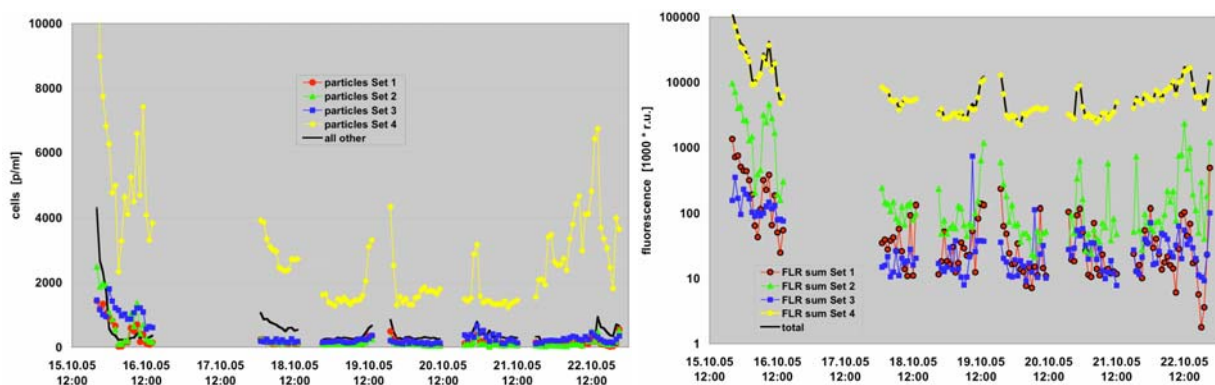 10000
8000
6000
4000
2000
0
cells [p/ml]
particles Set 1
particles Set 2
particles Set 3
particles Set 4
all other
15.10.05 16.10.05 17.10.05 18.10.05 19.10.05 20.10.05 21.10.05 22.10.05
12:00 12:00 12:00 12:00 12:00 12:00 12:00 12:00
100000
10000
1000
100
10
1
fluorescence [1000 * r.u.]
FLR sum Set 1
FLR sum Set 2
FLR sum Set 3
FLR sum Set 4
total
15.10.05 16.10.05 17.10.05 18.10.05 19.10.05 20.10.05 21.10.05 22.10.05
12:00 12:00 12:00 12:00 12:00 12:00 12:00 12:00